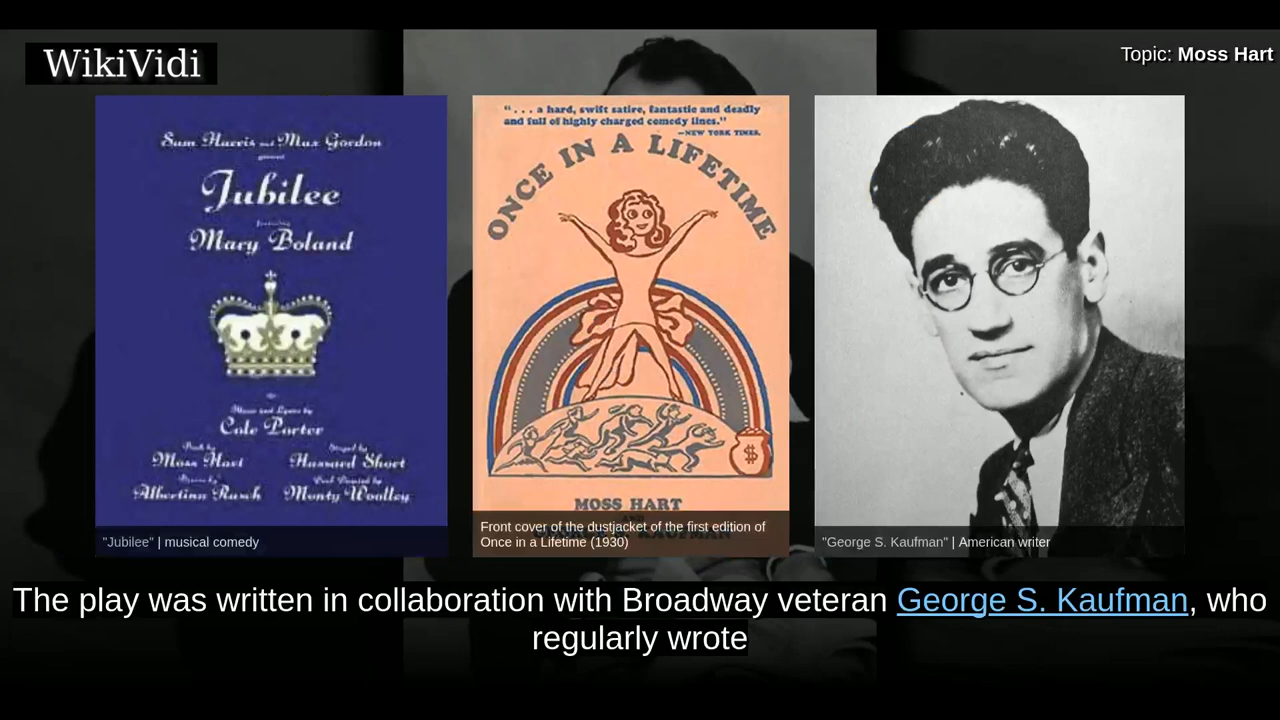 WikiVidi
Topic: Moss Hart
Sam Harris and Max Gordon
present
Jubilee
featuring
Mary Boland
Music and Lyrics by
Cole Porter
Book by
Moss Hart
Staged by
Hassard Short
Dances by
Albertina Rasch
Book Directed by
Monty Woolley
"Jubilee" | musical comedy
“. . . a hard, swift satire, fantastic and deadly
and full of highly charged comedy lines.”
—NEW YORK TIMES.
ONCE IN A LIFETIME
$
MOSS HART
AND
GEORGE S. KAUFMAN
Front cover of the dustjacket of the first edition of
Once in a Lifetime (1930)
"George S. Kaufman" | American writer
The play was written in collaboration with Broadway veteran George S. Kaufman, who
regularly wrote